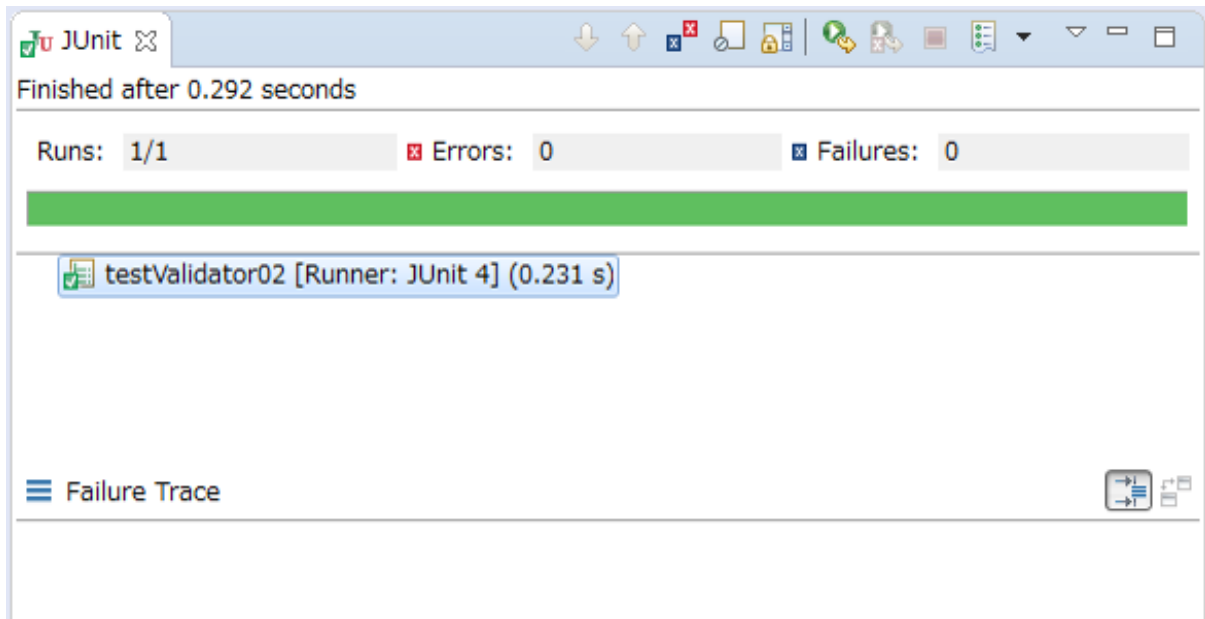 JUnit
Finished after 0.292 seconds
Runs: 1/1 Errors: 0 Failures: 0
testValidator02 [Runner: JUnit 4] (0.231 s)
Failure Trace